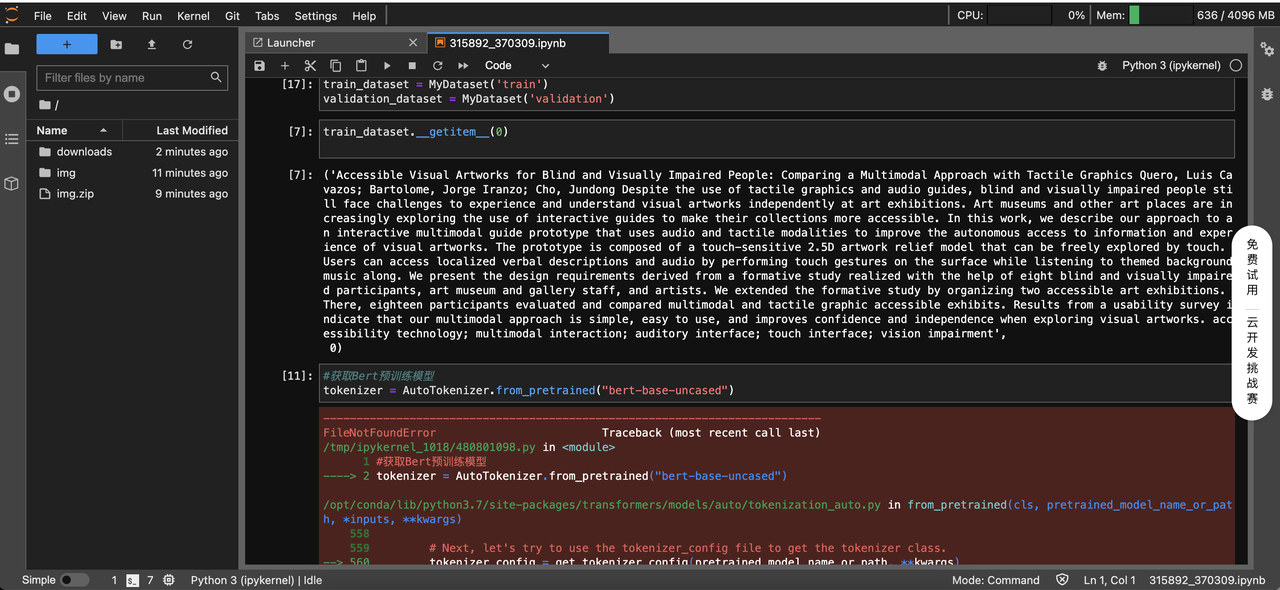 File Edit View Run Kernel Git Tabs Settings Help
CPU: 0% Mem: 636 / 4096 MB
Filter files by name
/
Name Last Modified
downloads 2 minutes ago
img 11 minutes ago
img.zip 9 minutes ago
Launcher
315892_370309.ipynb
Code
Python 3 (ipykernel)
[17]: train_dataset = MyDataset('train')
validation_dataset = MyDataset('validation')
[7]: train_dataset.__getitem__(0)
[7]: ('Accessible Visual Artworks for Blind and Visually Impaired People: Comparing a Multimodal Approach with Tactile Graphics Quero, Luis Ca
vazos; Bartolome, Jorge Iranzo; Cho, Jundong Despite the use of tactile graphics and audio guides, blind and visually impaired people sti
ll face challenges to experience and understand visual artworks independently at art exhibitions. Art museums and other art places are in
creasingly exploring the use of interactive guides to make their collections more accessible. In this work, we describe our approach to a
n interactive multimodal guide prototype that uses audio and tactile modalities to improve the autonomous access to information and exper
ience of visual artworks. The prototype is composed of a touch-sensitive 2.5D artwork relief model that can be freely explored by touch.
Users can access localized verbal descriptions and audio by performing touch gestures on the surface while listening to themed background
music along. We present the design requirements derived from a formative study realized with the help of eight blind and visually impaire
d participants, art museum and gallery staff, and artists. We extended the formative study by organizing two accessible art exhibitions.
There, eighteen participants evaluated and compared multimodal and tactile graphic accessible exhibits. Results from a usability survey i
ndicate that our multimodal approach is simple, easy to use, and improves confidence and independence when exploring visual artworks. acc
essibility technology; multimodal interaction; auditory interface; touch interface; vision impairment',
0)
[11]: #获取Bert预训练模型
tokenizer = AutoTokenizer.from_pretrained("bert-base-uncased")
---------------------------------------------------------------------------
FileNotFoundError Traceback (most recent call last)
/tmp/ipykernel_1018/480801098.py in <module>
1 #获取Bert预训练模型
----> 2 tokenizer = AutoTokenizer.from_pretrained("bert-base-uncased")
/opt/conda/lib/python3.7/site-packages/transformers/models/auto/tokenization_auto.py in from_pretrained(cls, pretrained_model_name_or_pat
h, *inputs, **kwargs)
558
559 # Next, let's try to use the tokenizer_config file to get the tokenizer class.
--> 560 tokenizer_config = get_tokenizer_config(pretrained_model_name_or_path, **kwargs)
免费试用
云开发挑战赛
Simple 1 7 Python 3 (ipykernel) | Idle
Mode: Command Ln 1, Col 1 315892_370309.ipynb